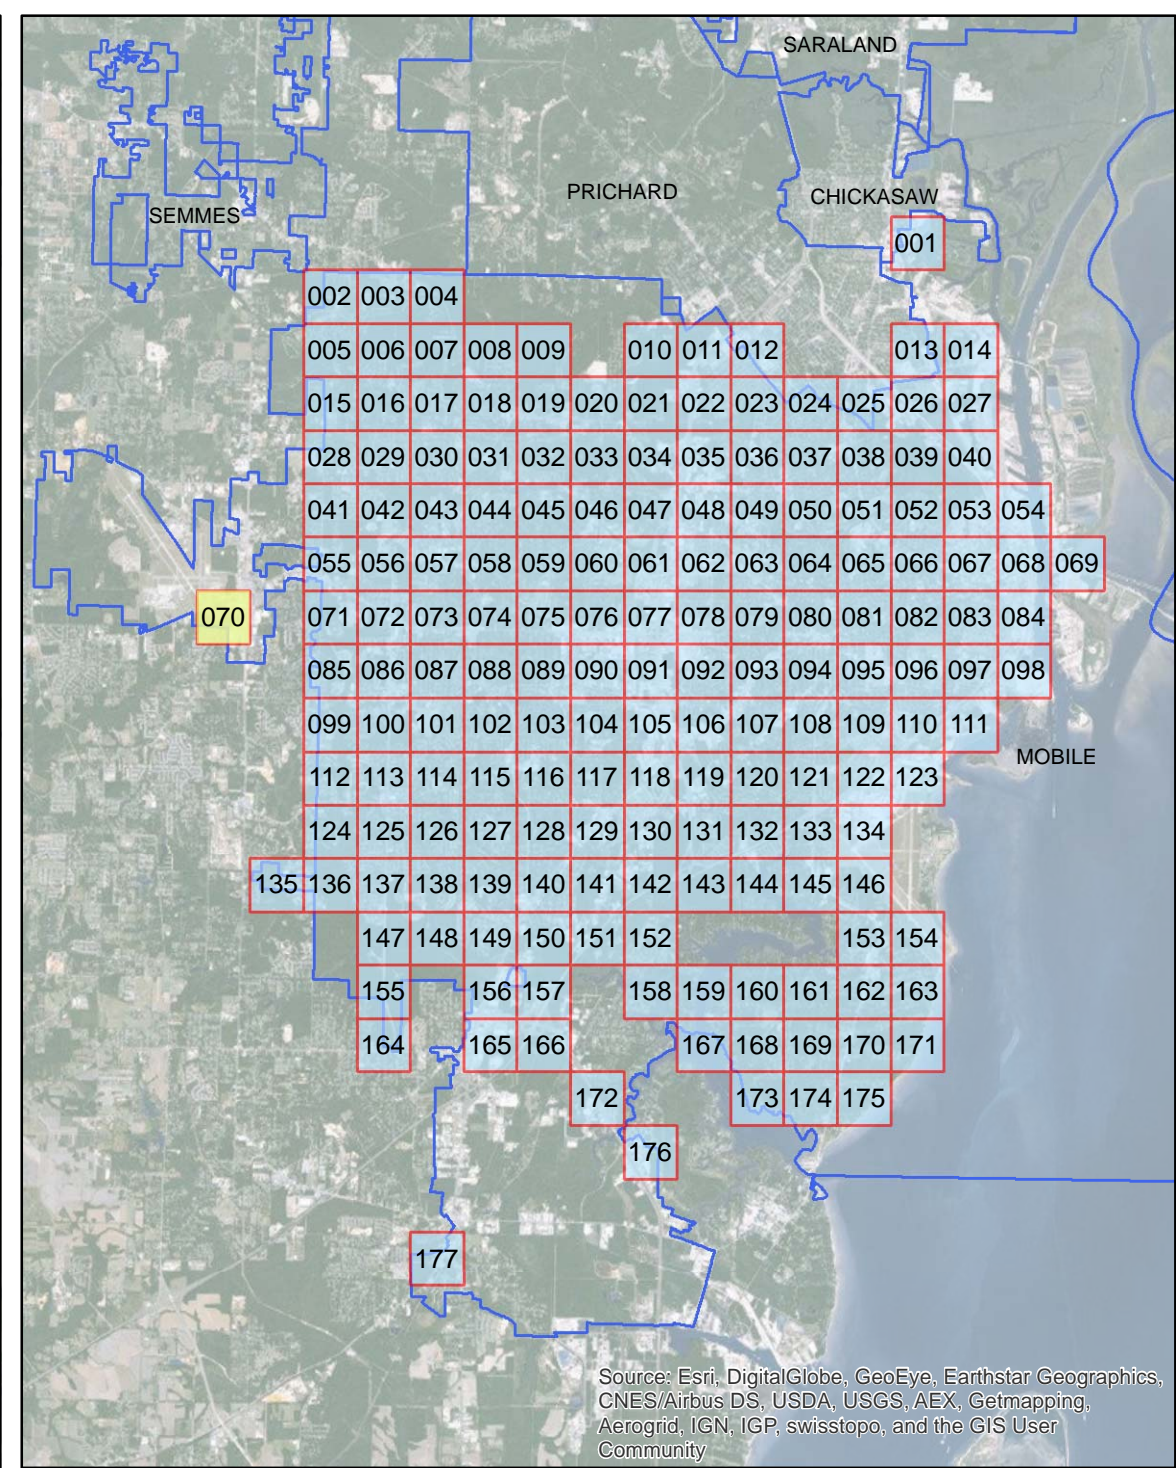 SARALAND
PRICHARD
CHICKASAW
SEMMES
001
002 003 004
005 006 007 008 009 010 011 012 013 014
015 016 017 018 019 020 021 022 023 024 025 026 027
028 029 030 031 032 033 034 035 036 037 038 039 040
041 042 043 044 045 046 047 048 049 050 051 052 053 054
055 056 057 058 059 060 061 062 063 064 065 066 067 068 069
070 071 072 073 074 075 076 077 078 079 080 081 082 083 084
085 086 087 088 089 090 091 092 093 094 095 096 097 098
099 100 101 102 103 104 105 106 107 108 109 110 111
MOBILE
112 113 114 115 116 117 118 119 120 121 122 123
124 125 126 127 128 129 130 131 132 133 134
135 136 137 138 139 140 141 142 143 144 145 146
147 148 149 150 151 152 153 154
155 156 157 158 159 160 161 162 163
164 165 166 167 168 169 170 171
172 173 174 175
176
177
Source: Esri, DigitalGlobe, GeoEye, Earthstar Geographics,
CNES/Airbus DS, USDA, USGS, AEX, Getmapping,
Aerogrid, IGN, IGP, swisstopo, and the GIS User
Community